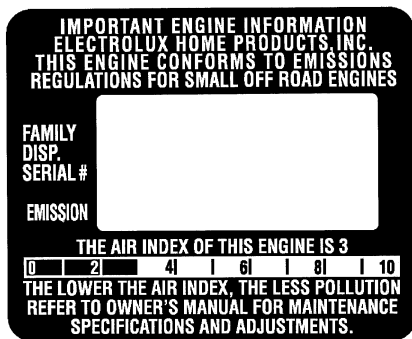 IMPORTANT ENGINE INFORMATION
ELECTROLUX HOME PRODUCTS, INC.
THIS ENGINE CONFORMS TO EMISSIONS
REGULATIONS FOR SMALL OFF ROAD ENGINES
FAMILY
DISP.
SERIAL #
EMISSION
THE AIR INDEX OF THIS ENGINE IS 3
0 2 4 6 8 10
THE LOWER THE AIR INDEX, THE LESS POLLUTION
REFER TO OWNER'S MANUAL FOR MAINTENANCE
SPECIFICATIONS AND ADJUSTMENTS.